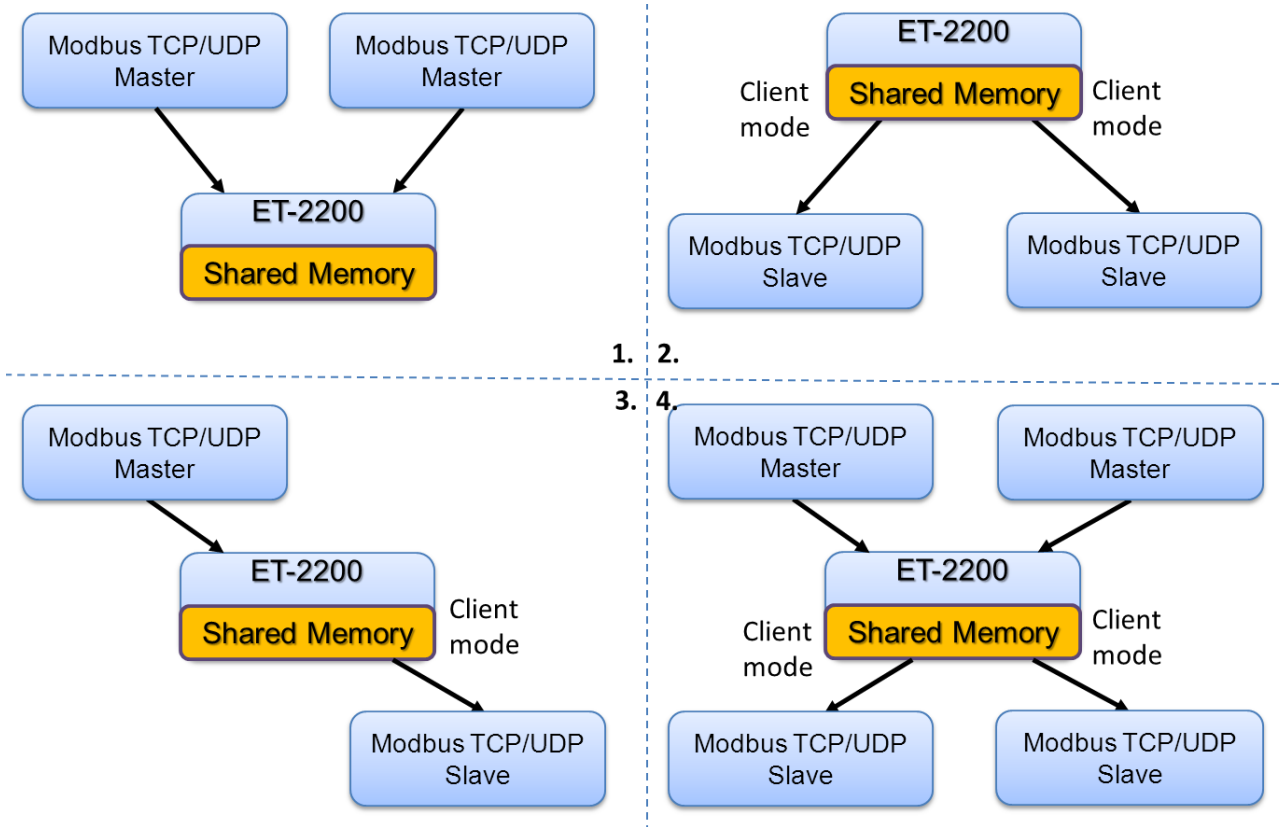 Modbus TCP/UDP
Master
Modbus TCP/UDP
Master
ET-2200
Shared Memory
1.
ET-2200
Client
mode
Shared Memory
Client
mode
Modbus TCP/UDP
Slave
Modbus TCP/UDP
Slave
2.
3.
Modbus TCP/UDP
Master
ET-2200
Shared Memory
Client
mode
Modbus TCP/UDP
Slave
4.
Modbus TCP/UDP
Master
Modbus TCP/UDP
Master
ET-2200
Client
mode
Shared Memory
Client
mode
Modbus TCP/UDP
Slave
Modbus TCP/UDP
Slave